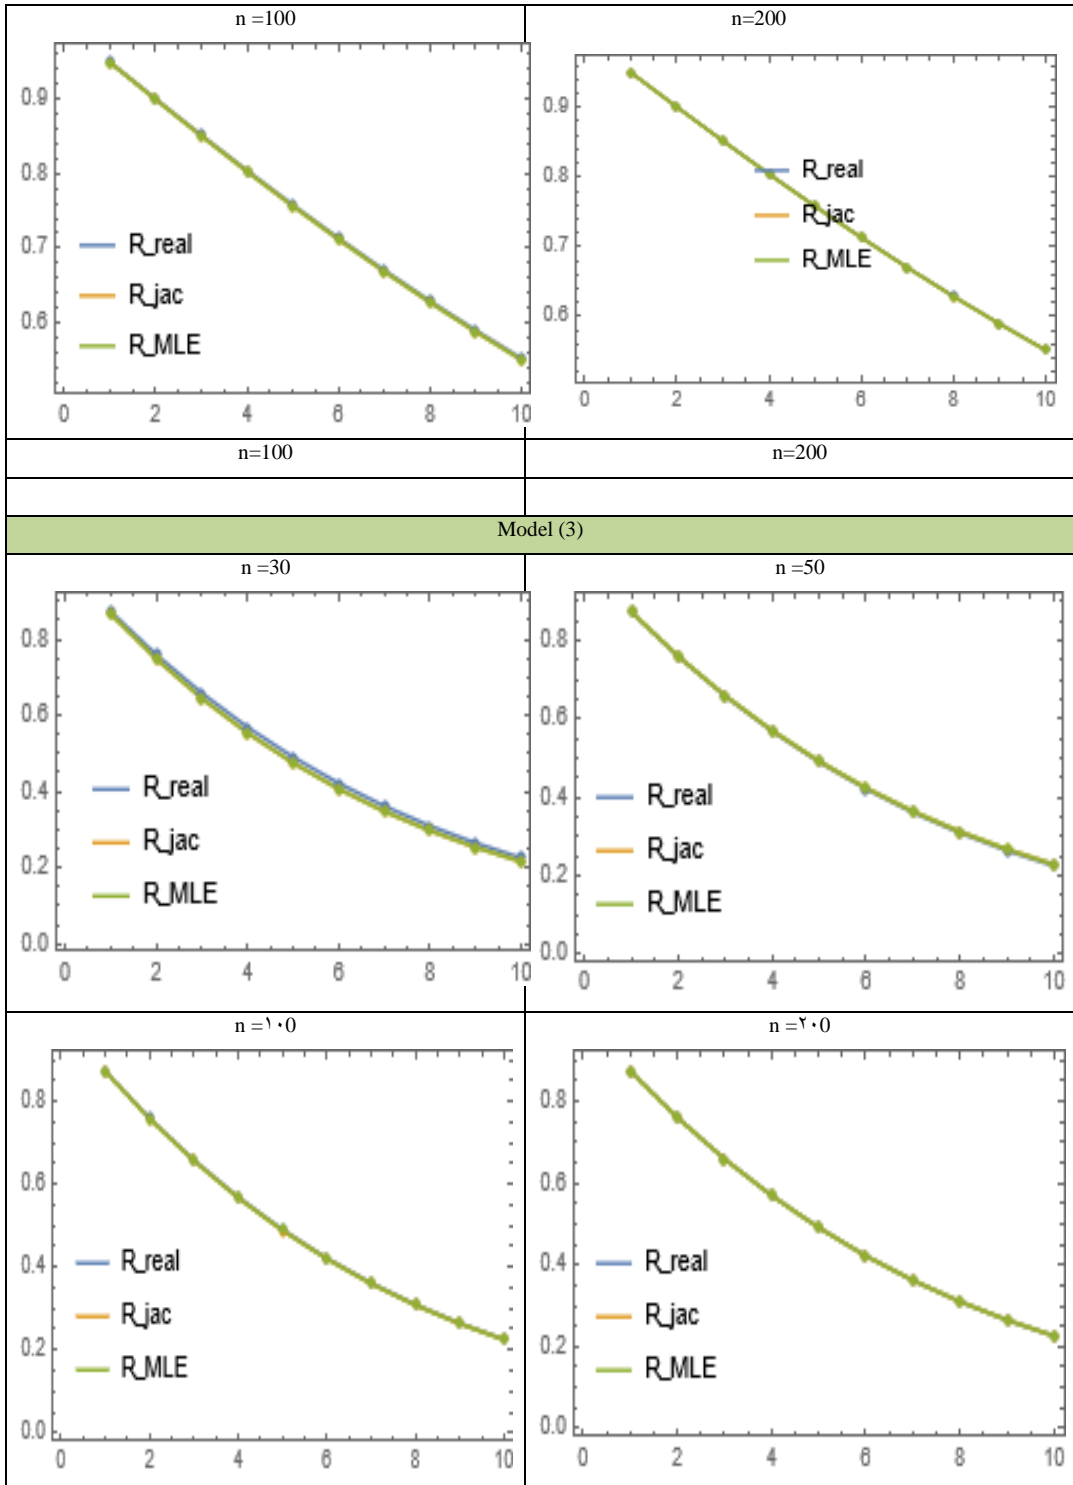 n =100
n=200
0.9
0.8
0.7
0.6
R_real
R_jac
R_MLE
0 2 4 6 8 10
0.9
0.8
0.7
0.6
R_real
R_jac
R_MLE
0 2 4 6 8 10
n=100
n=200
Model (3)
n =30
n =50
0.8
0.6
0.4
0.2
0.0
R_real
R_jac
R_MLE
0 2 4 6 8 10
0.8
0.6
0.4
0.2
0.0
R_real
R_jac
R_MLE
0 2 4 6 8 10
n =١٠0
n =٢٠0
0.8
0.6
0.4
0.2
0.0
R_real
R_jac
R_MLE
0 2 4 6 8 10
0.8
0.6
0.4
0.2
0.0
R_real
R_jac
R_MLE
0 2 4 6 8 10